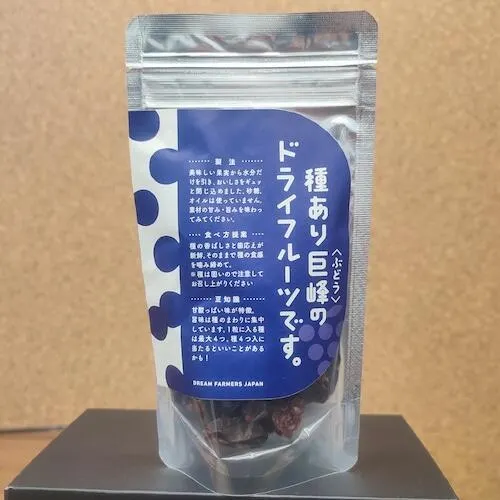 種あり巨峰の
〈ぶどう〉
ドライフルーツです。
製法
美味しい果実から水分だ
けを引き、おいしさをギュッ
と閉じ込めました。砂糖、
オイルは使っていません。
素材の甘み・旨みを味わっ
てみてください。
食べ方提案
種の香ばしさと歯応えが
新鮮。そのままで種の食感
を噛み締めて。
※種は固いので注意して
お召し上がりください
豆知識
甘酸っぱい味が特徴。
旨味は種のまわりに集中
しています。1粒に入る種
は最大4つ。種4つ入に
当たるといいことがある
かも!
DREAM FARMERS JAPAN